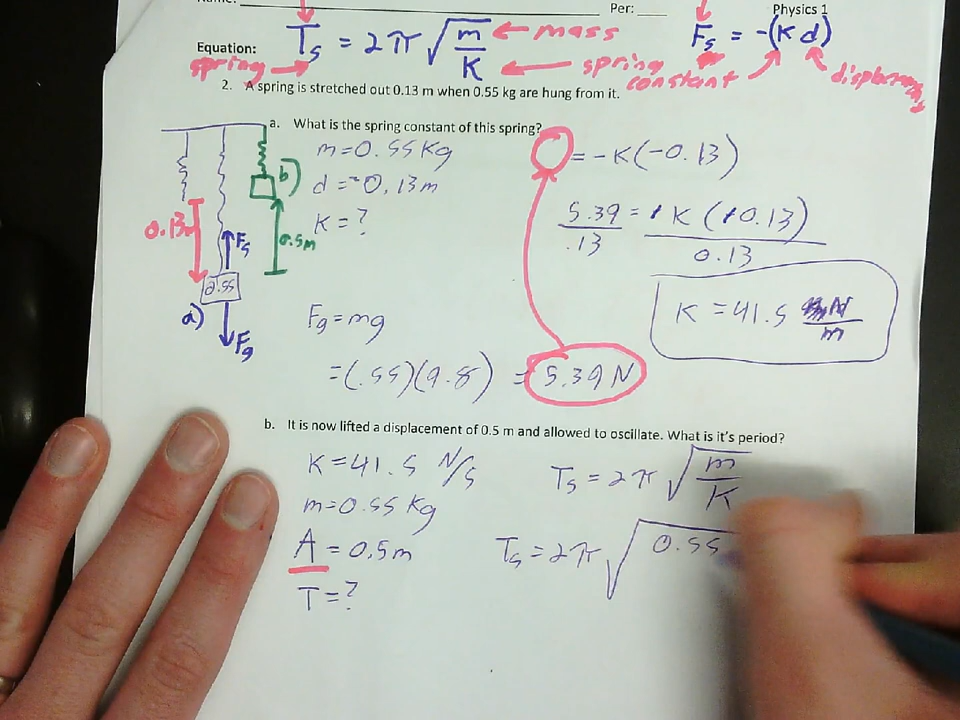 Per:
Physics 1
Equation: Ts = 2π √(m/K) ← mass
Fs = -(K d)
spring → ← spring constant
2. A spring is stretched out 0.13 m when 0.55 kg are hung from it.
a. What is the spring constant of this spring?
m=0.55 kg
= -K(-0.13)
b)
d = -0.13m
5.39/.13 = +K(+0.13)/0.13
K = ?
0.13
Fs
0.5m
0.55
K = 41.5 N/m
a)
Fg
Fg = mg
=(.55)(9.8) = 5.39 N
b. It is now lifted a displacement of 0.5 m and allowed to oscillate. What is it's period?
K=41.5 N/s
Ts = 2π √(m/K)
m=0.55 kg
A = 0.5m
Ts = 2π √0.55
T = ?